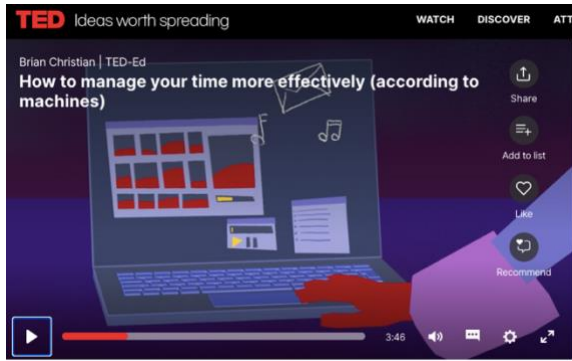 TED Ideas worth spreading
WATCH DISCOVER ATT
Brian Christian | TED-Ed
How to manage your time more effectively (according to
machines)
Share
Add to list
Like
Recommend
3:46